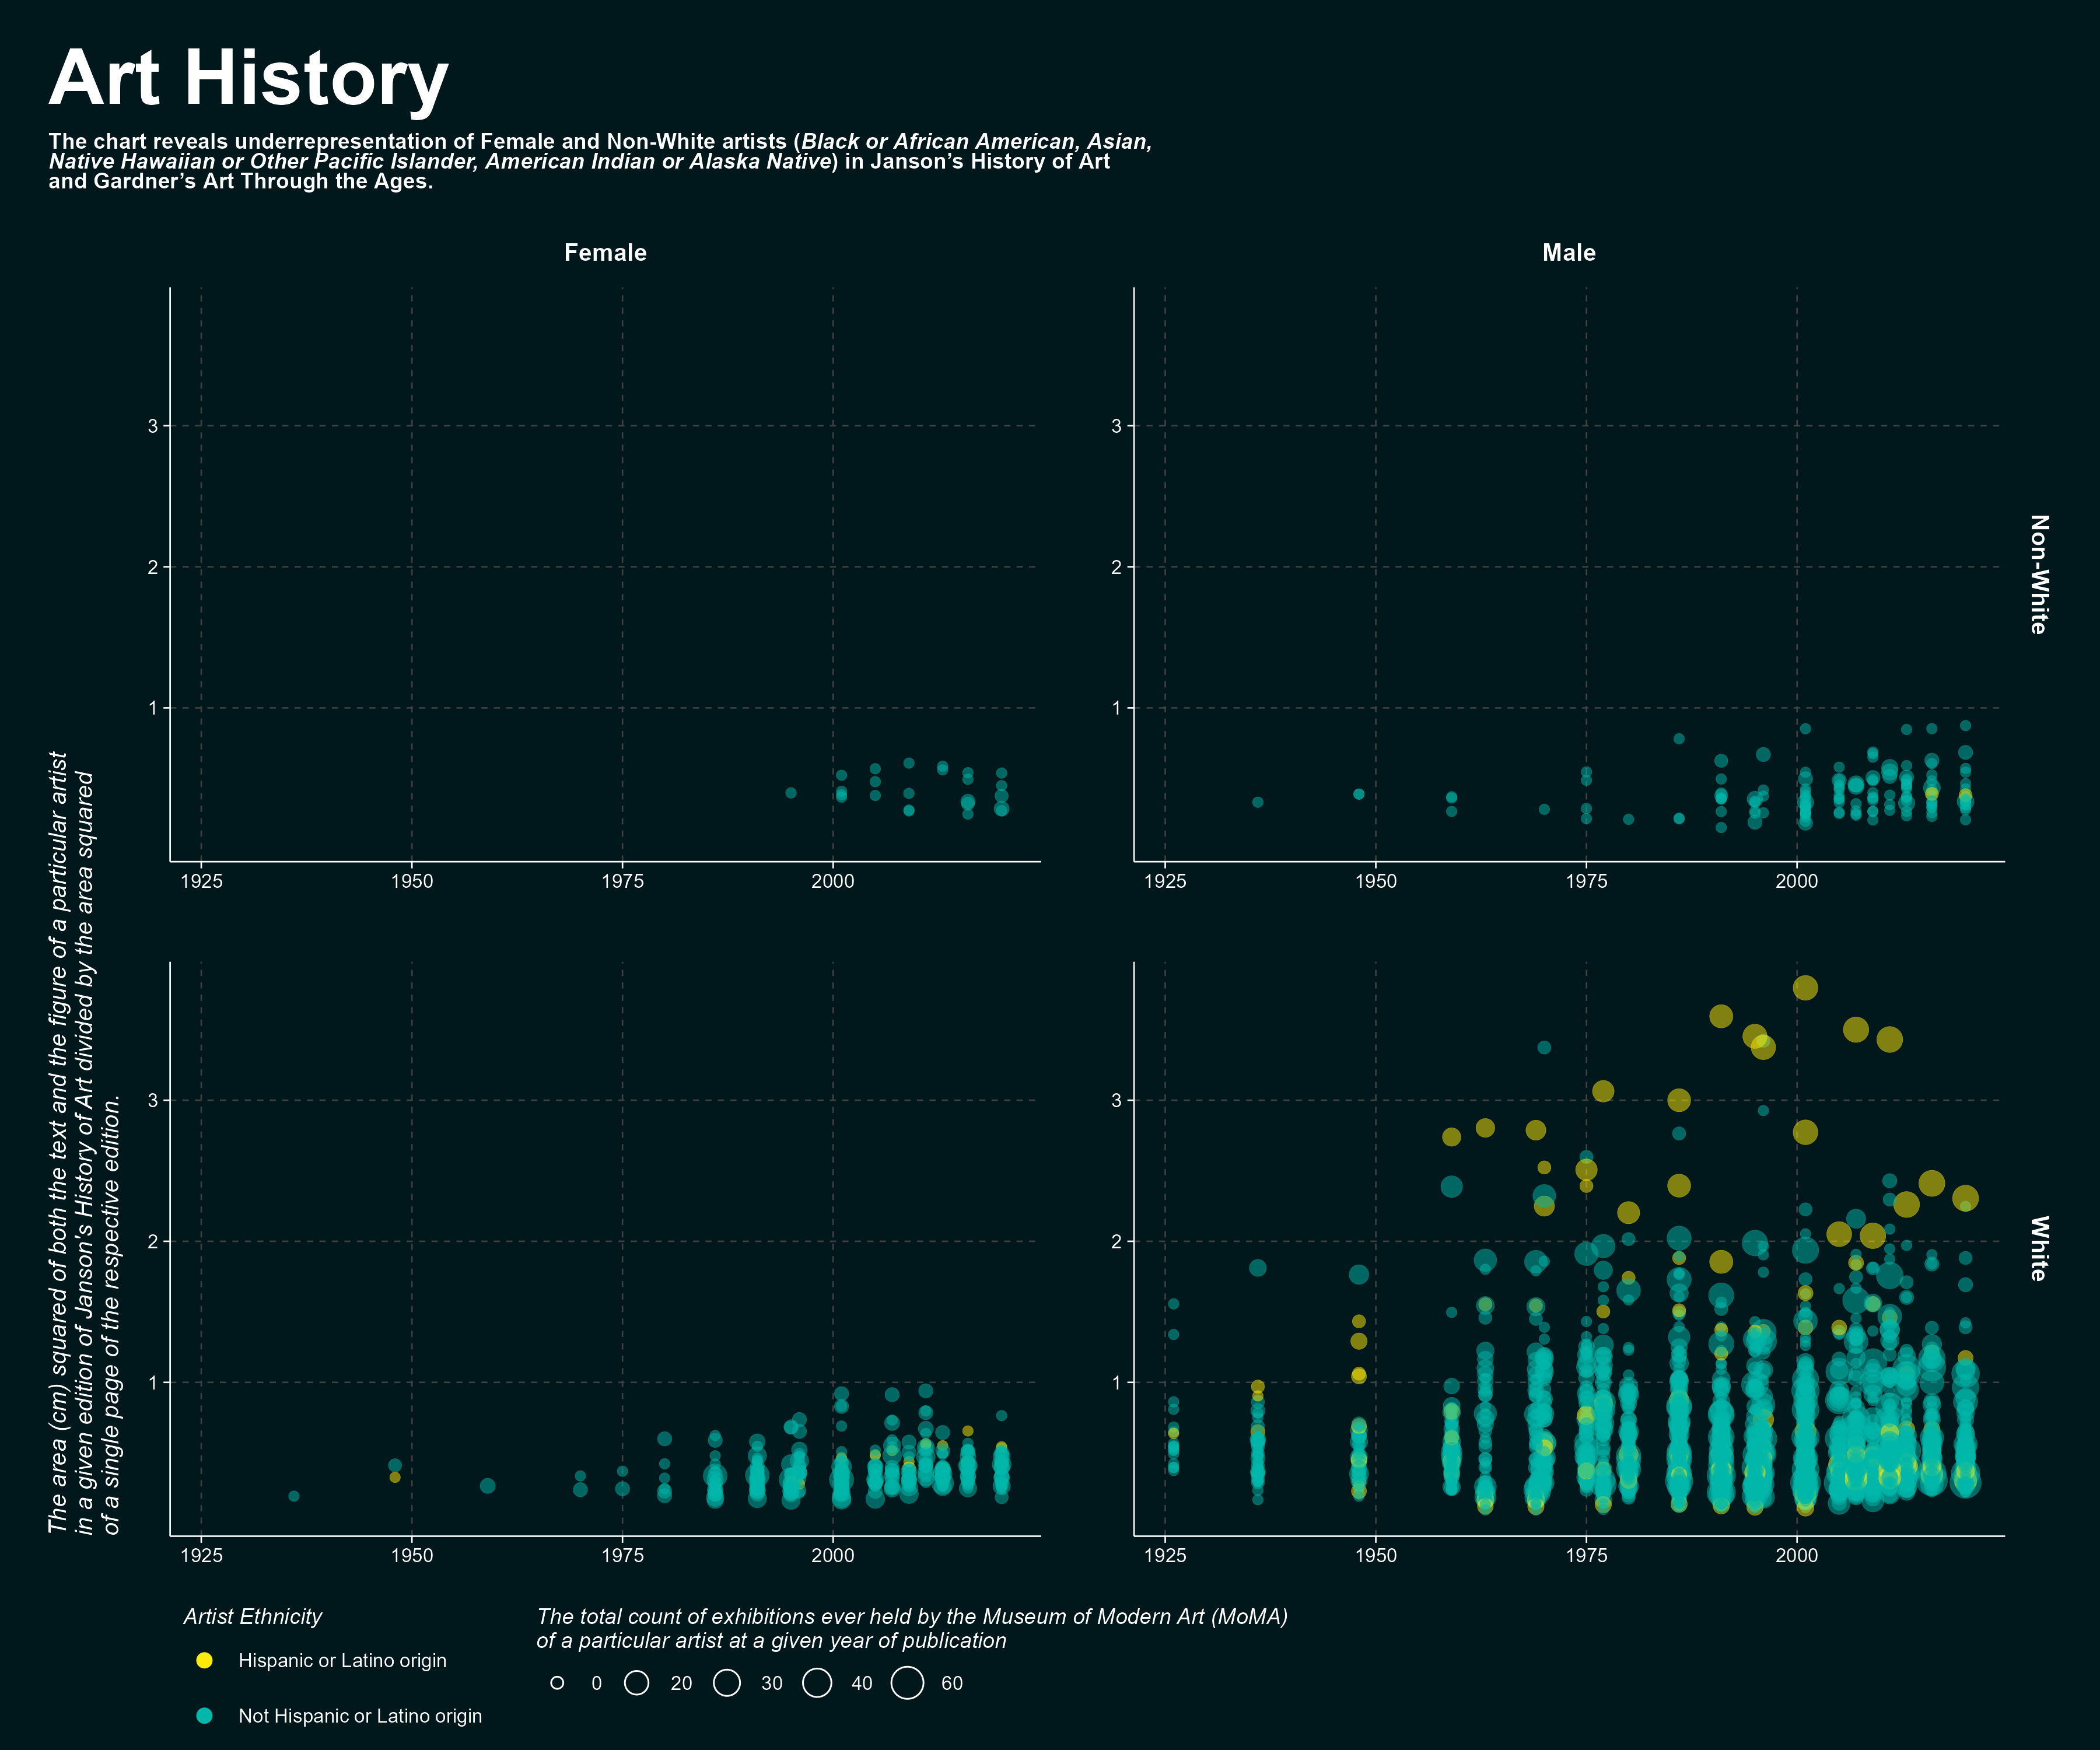 Art History
The chart reveals underrepresentation of Female and Non-White artists (Black or African American, Asian,
Native Hawaiian or Other Pacific Islander, American Indian or Alaska Native) in Janson’s History of Art
and Gardner’s Art Through the Ages.
Female
Male
3
2
1
1925
1950
1975
2000
3
2
1
1925
1950
1975
2000
Non-White
3
2
1
1925
1950
1975
2000
3
2
1
1925
1950
1975
2000
White
The area (cm) squared of both the text and the figure of a particular artist
in a given edition of Janson's History of Art divided by the area squared
of a single page of the respective edition.
Artist Ethnicity
Hispanic or Latino origin
Not Hispanic or Latino origin
The total count of exhibitions ever held by the Museum of Modern Art (MoMA)
of a particular artist at a given year of publication
0 20 30 40 60